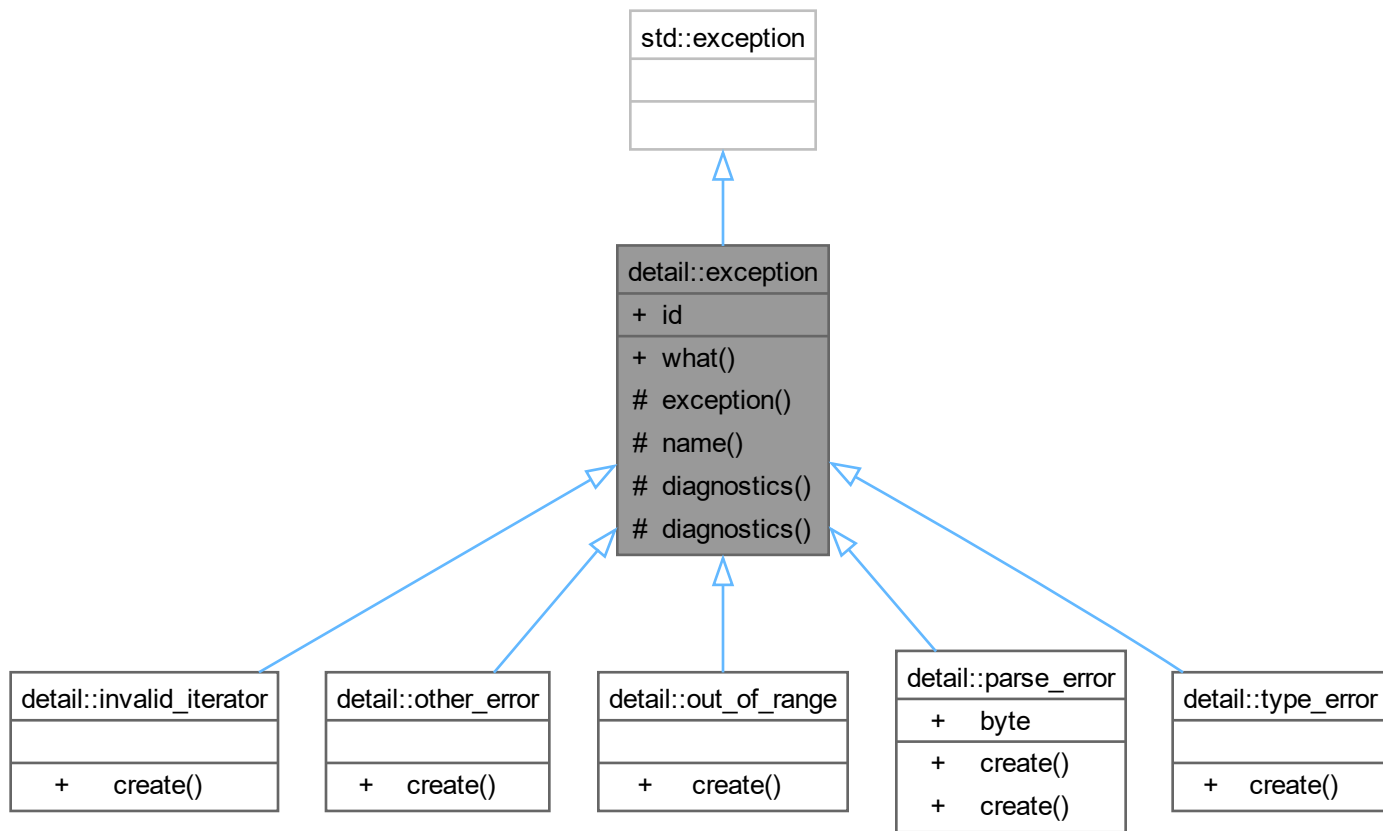 std::exception
detail::exception
+ id
+ what()
# exception()
# name()
# diagnostics()
# diagnostics()
detail::invalid_iterator
+ create()
detail::other_error
+ create()
detail::out_of_range
+ create()
detail::parse_error
+ byte
+ create()
+ create()
detail::type_error
+ create()